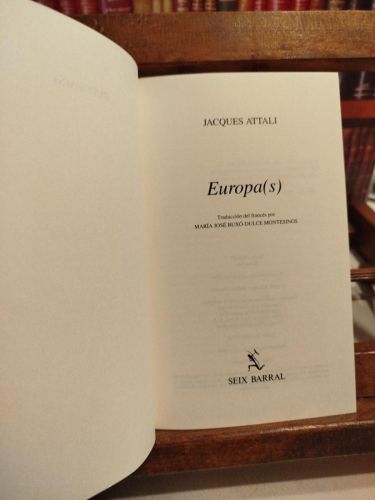 JACQUES ATTALI
Europa(s)
Traducción del francés por
MARÍA JOSÉ BUXÓ-DULCE MONTESINOS
SEIX BARRAL